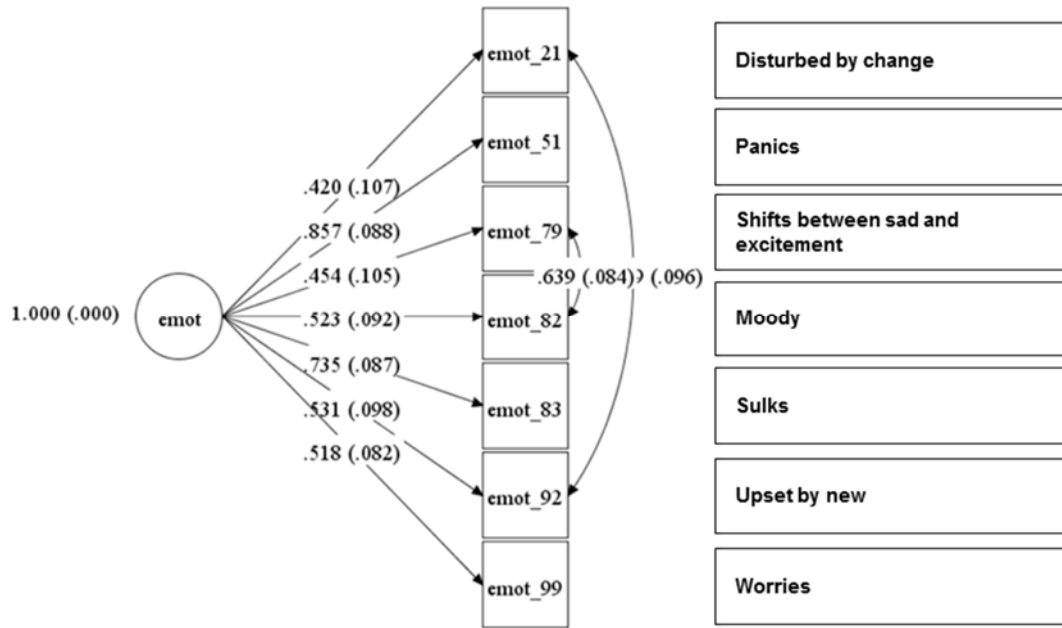 emot_21
Disturbed by change
emot_51
Panics
.420 (.107)
.857 (.088)
emot_79
Shifts between sad and
excitement
.454 (.105)
.639 (.084)
(.096)
1.000 (.000)
emot
.523 (.092)
emot_82
Moody
.735 (.087)
emot_83
Sulks
.531 (.098)
.518 (.082)
emot_92
Upset by new
emot_99
Worries